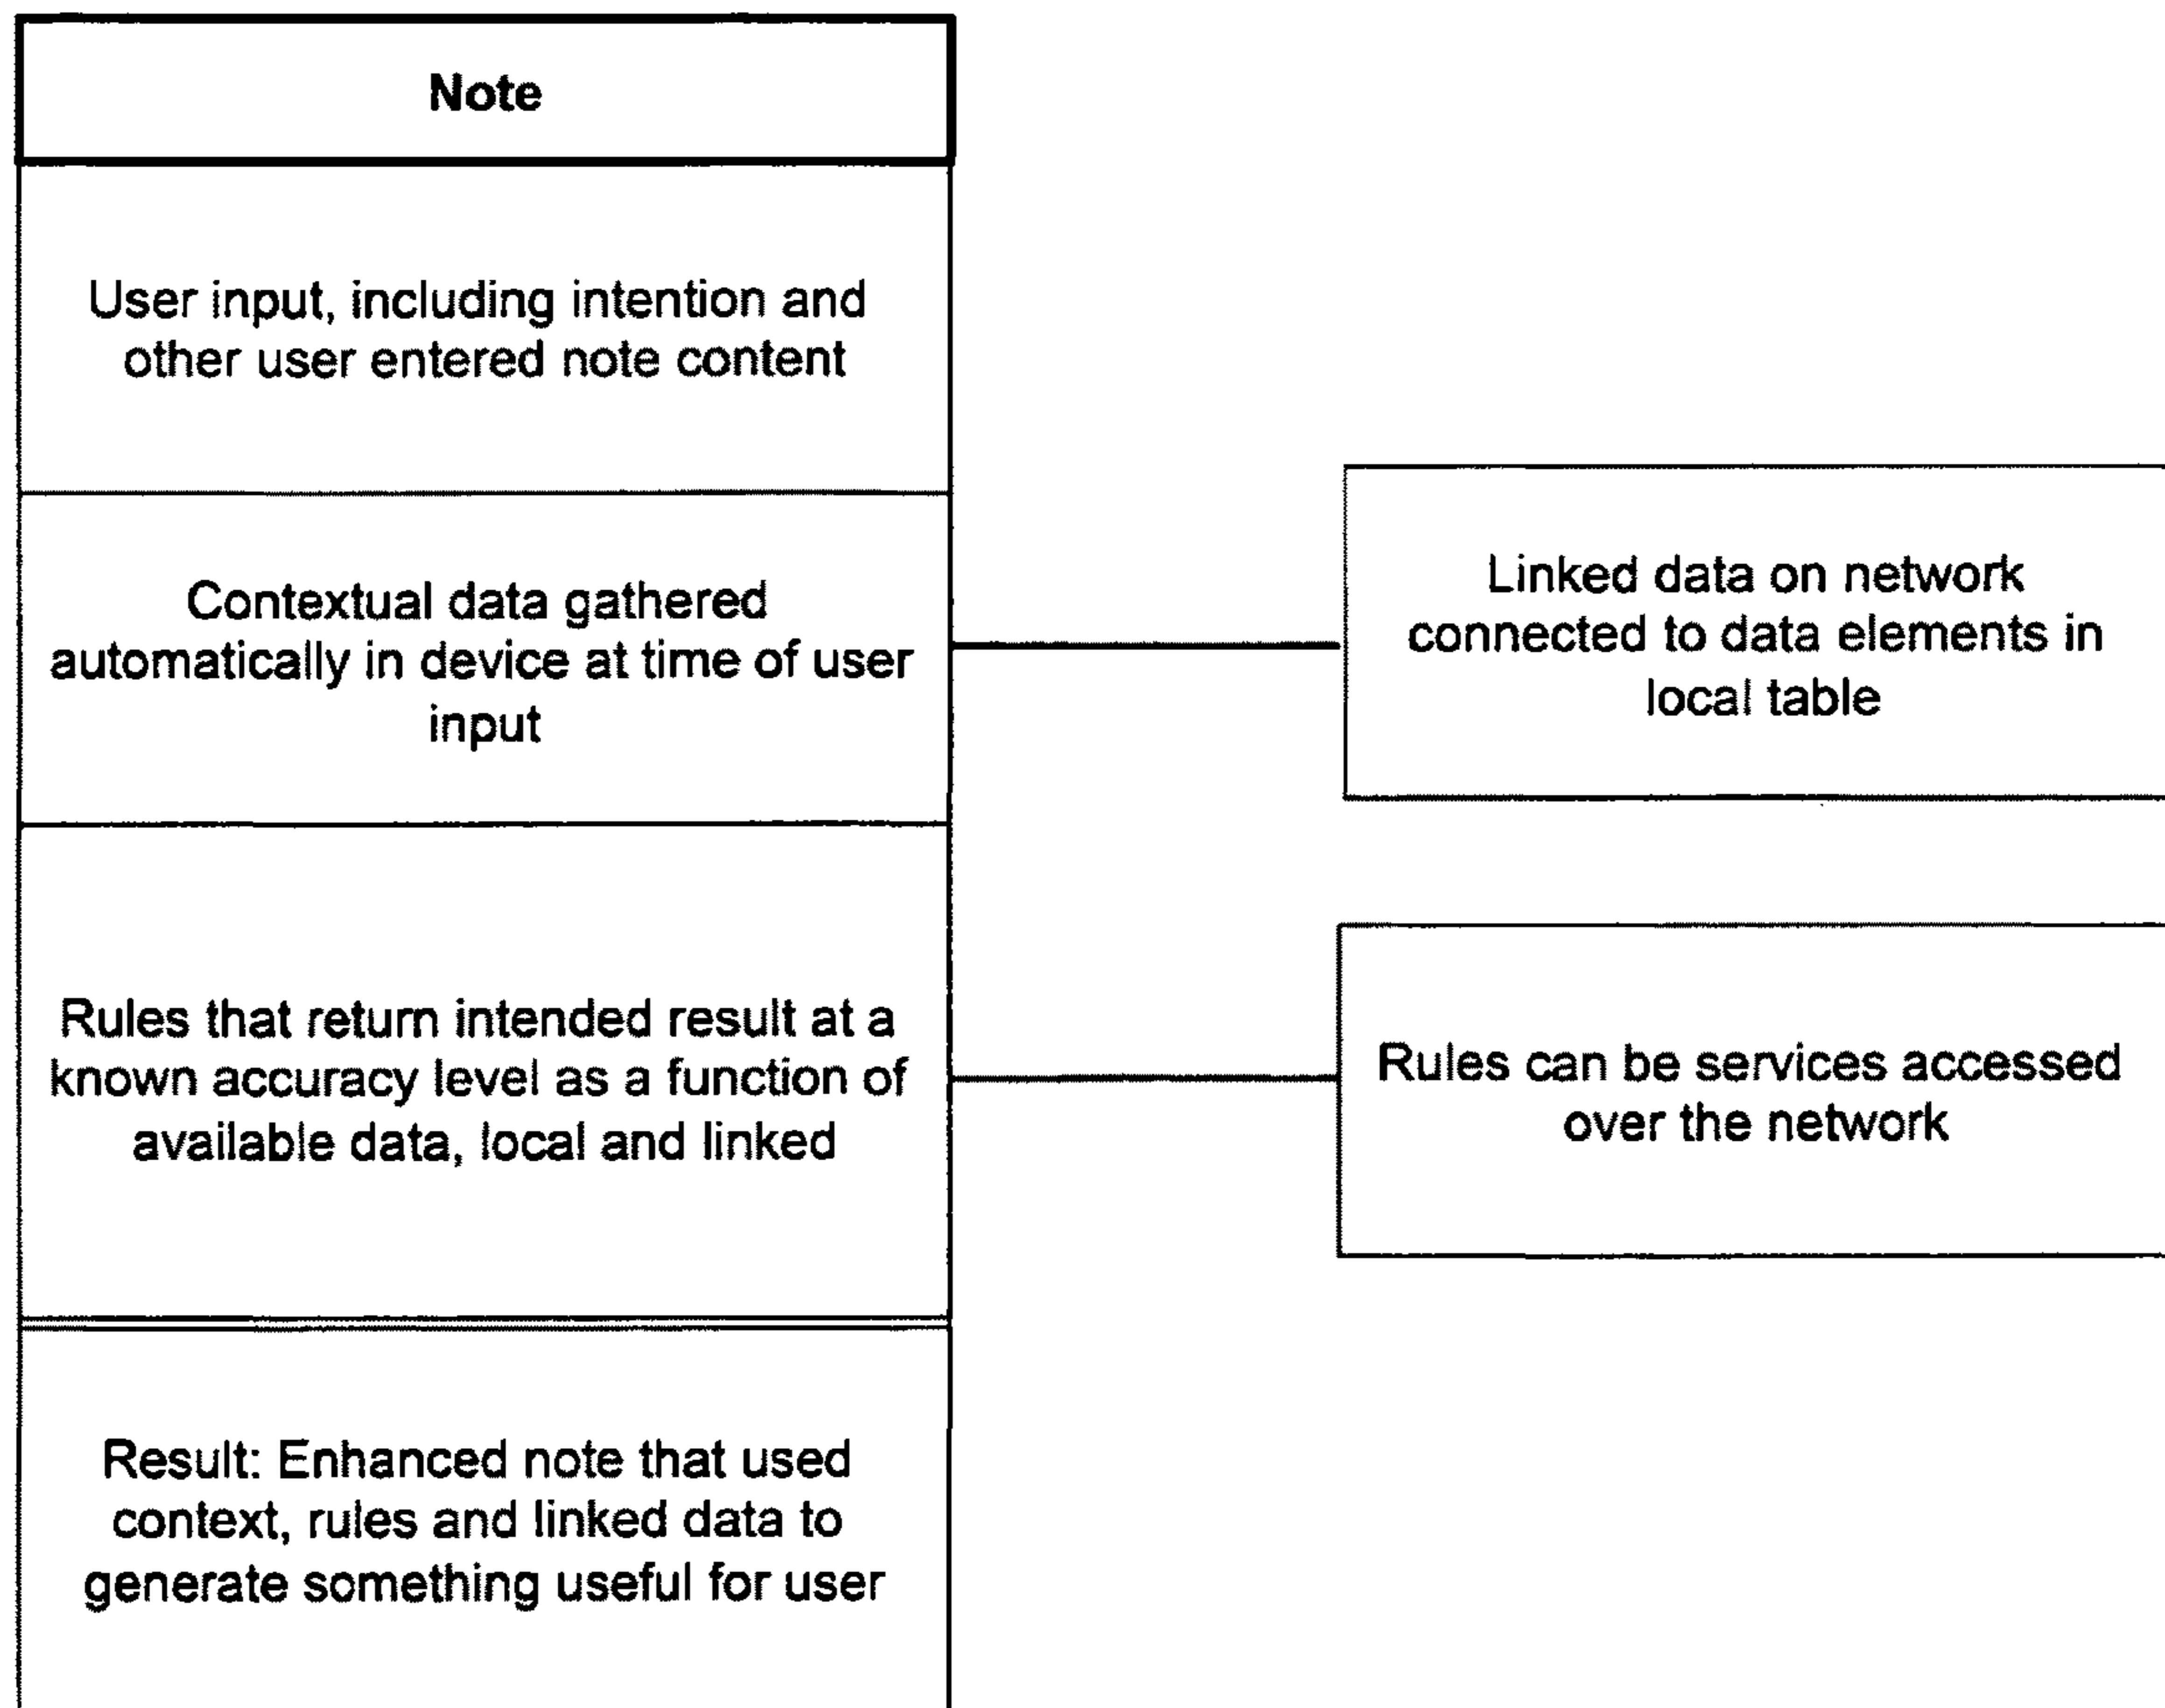 Note
User input, including intention and
other user entered note content
Contextual data gathered
automatically in device at time of user
input
Linked data on network
connected to data elements in
local table
Rules that return intended result at a
known accuracy level as a function of
available data, local and linked
Rules can be services accessed
over the network
Result: Enhanced note that used
context, rules and linked data to
generate something useful for user